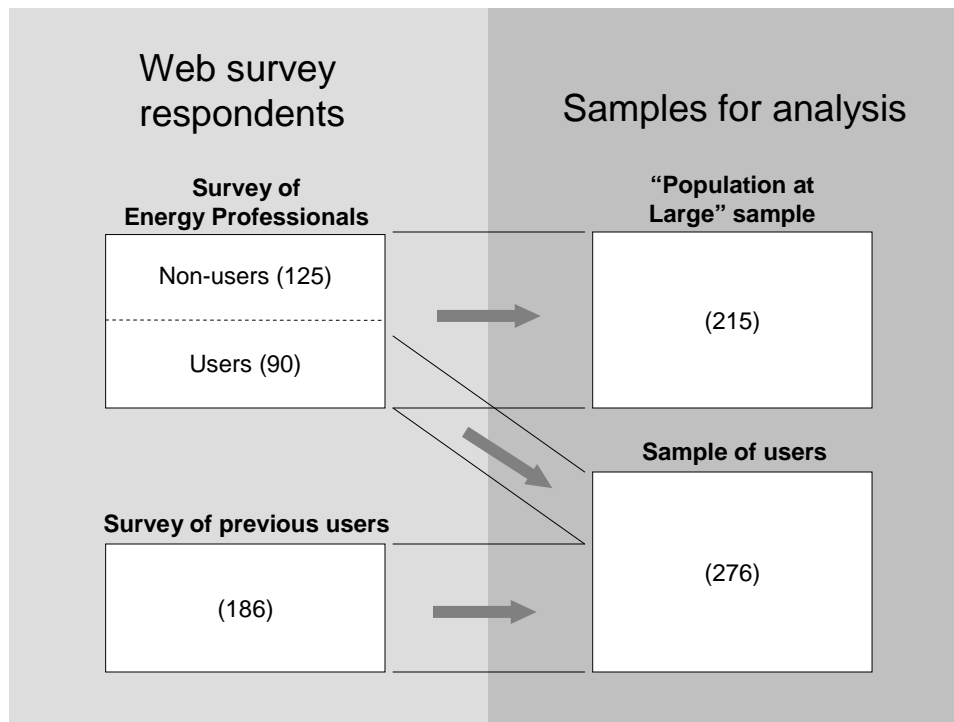 Web survey
respondents
Samples for analysis
Survey of
Energy Professionals
Non-users (125)
Users (90)
“Population at
Large” sample
(215)
Survey of previous users
(186)
Sample of users
(276)